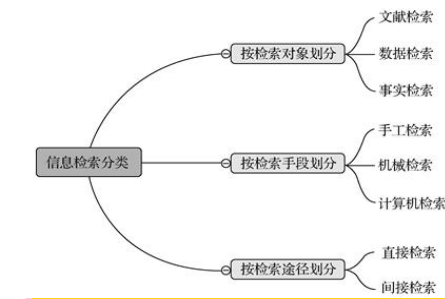 信息检索分类
按检索对象划分
文献检索
数据检索
事实检索
按检索手段划分
手工检索
机械检索
计算机检索
按检索途径划分
直接检索
间接检索